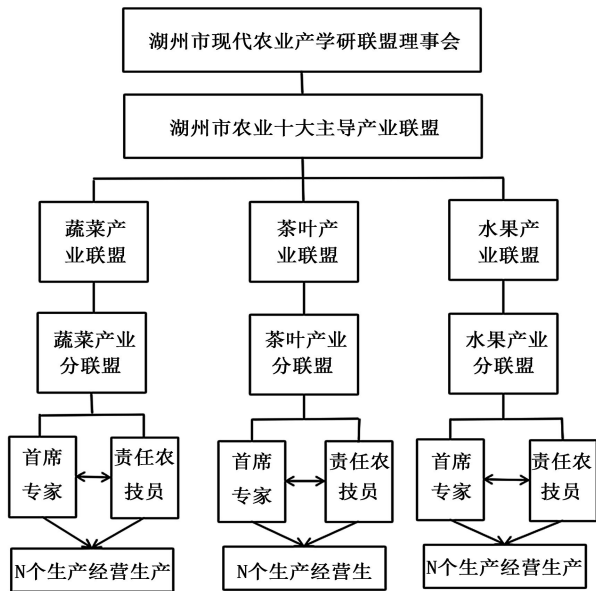 湖州市现代农业产学研联盟理事会
湖州市农业十大主导产业联盟
蔬菜产
业联盟
茶叶产
业联盟
水果产
业联盟
蔬菜产业
分联盟
茶叶产业
分联盟
水果产业
分联盟
首席
专家
责任农
技员
首席
专家
责任农
技员
首席
专家
责任农
技员
N个生产经营生产
N个生产经营生
N个生产经营生产